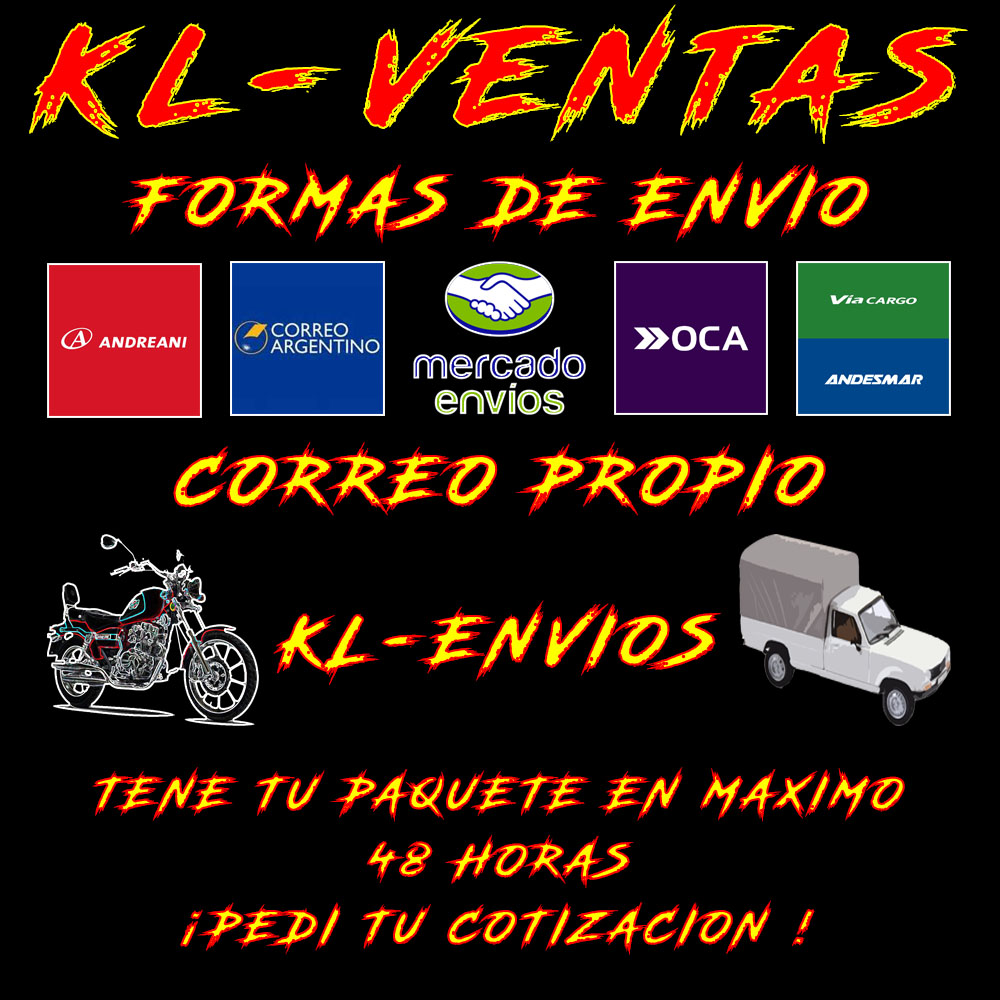 KL-VENTAS
FORMAS DE ENVIO
ANDREANI
CORREO
ARGENTINO
mercado
envíos
OCA
Via CARGO
ANDESMAR
CORREO PROPIO
KL-ENVIOS
TENE TU PAQUETE EN MAXIMO
48 HORAS
¡PEDI TU COTIZACION !